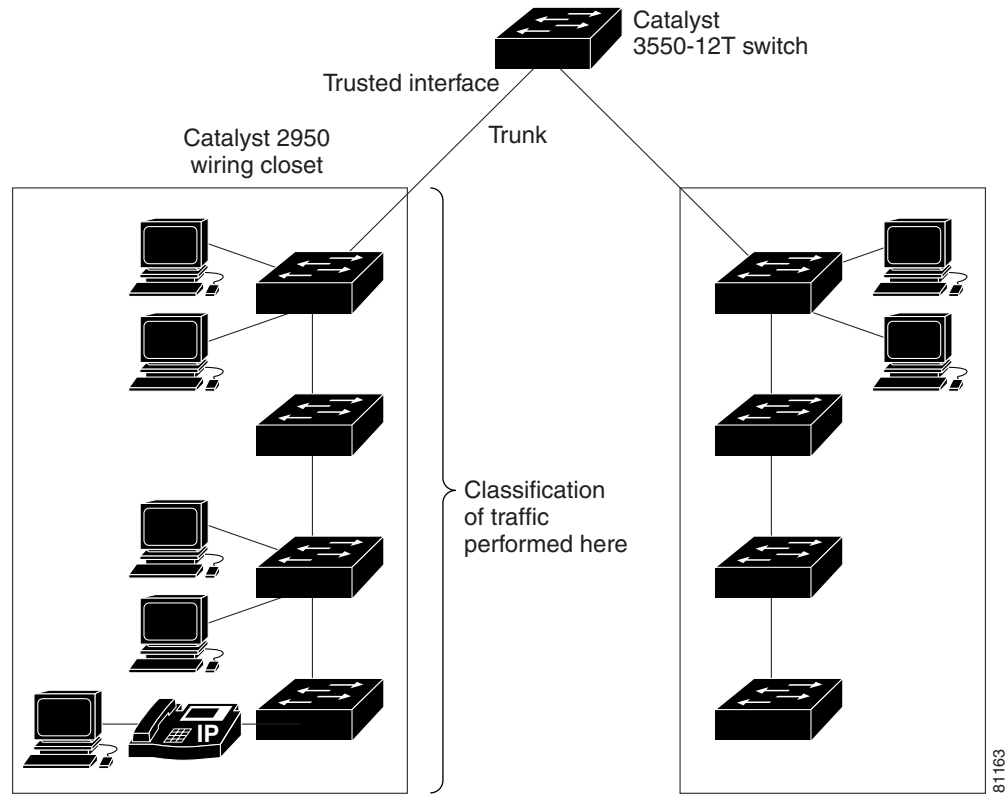 Catalyst
3550-12T switch
Trusted interface
Trunk
Catalyst 2950
wiring closet
Classification
of traffic
performed here
IP
81163